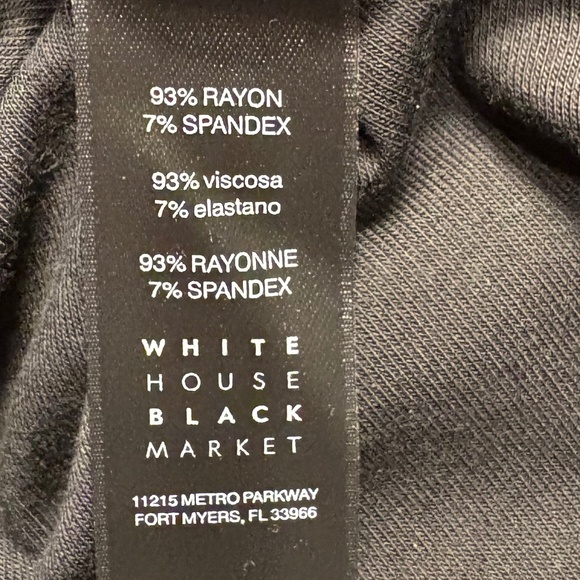 93% RAYON
7% SPANDEX
93% viscosa
7% elastano
93% RAYONNE
7% SPANDEX
WHITE
HOUSE
BLACK
MARKET
11215 METRO PARKWAY
FORT MYERS, FL 33966